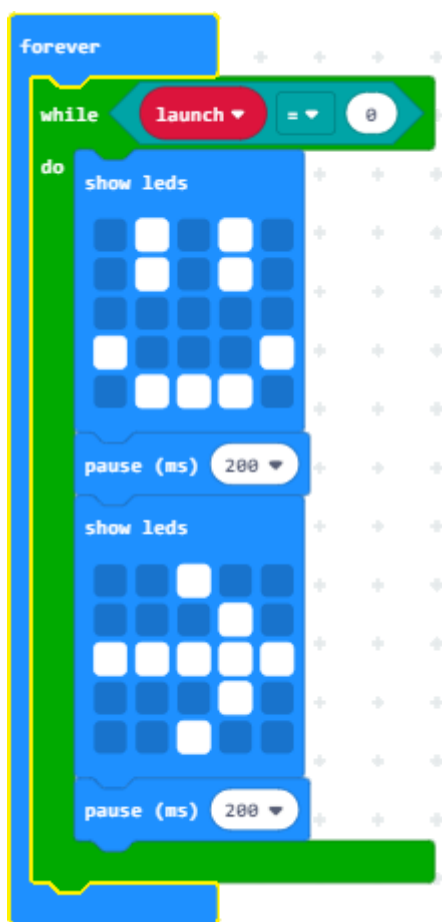 forever
while launch = 0
do
show leds
pause (ms) 200
show leds
pause (ms) 200